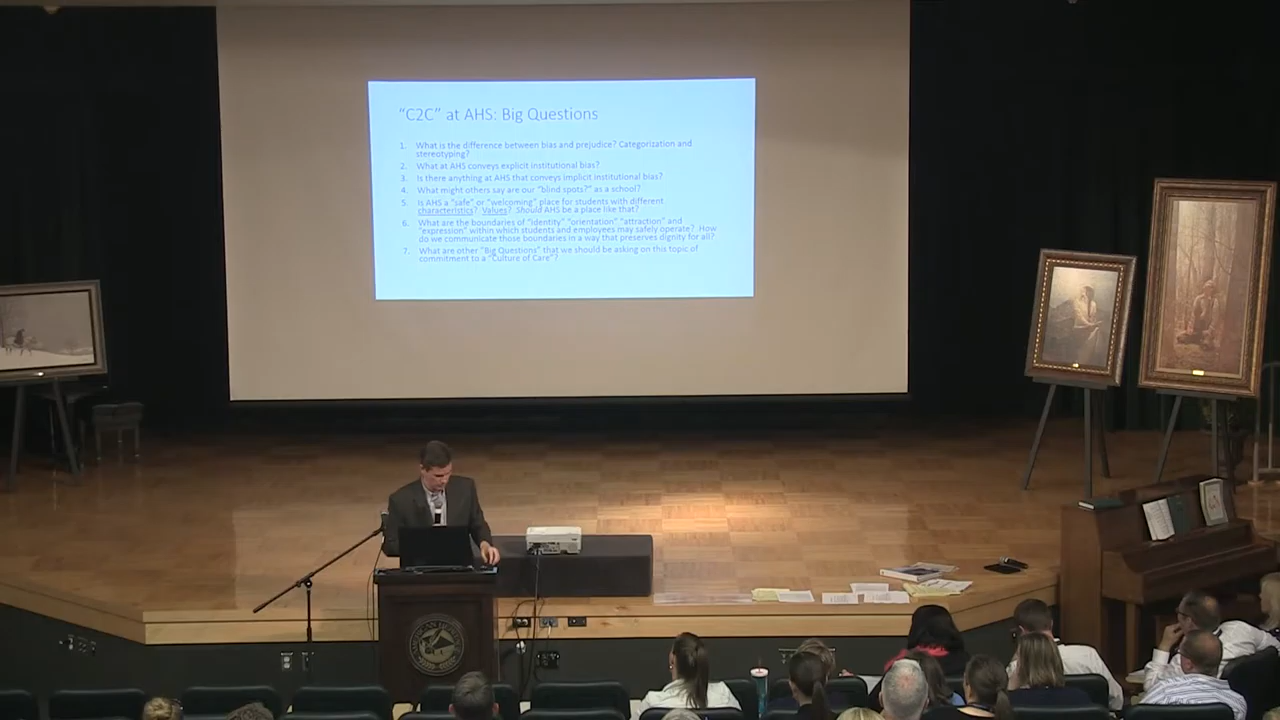 "C2C" at AHS: Big Questions
1. What is the difference between bias and prejudice? Categorization and
stereotyping?
2. What at AHS conveys explicit institutional bias?
3. Is there anything at AHS that conveys implicit institutional bias?
4. What might others say are our "blind spots?" as a school?
5. Is AHS a "safe" or "welcoming" place for students with different
characteristics? Values? Should AHS be a place like that?
6. What are the boundaries of "identity" "orientation" "attraction" and
"expression" within which students and employees may safely operate? How
do we communicate those boundaries in a way that preserves dignity for all?
7. What are other "Big Questions" that we should be asking on this topic of
commitment to a "Culture of Care"?